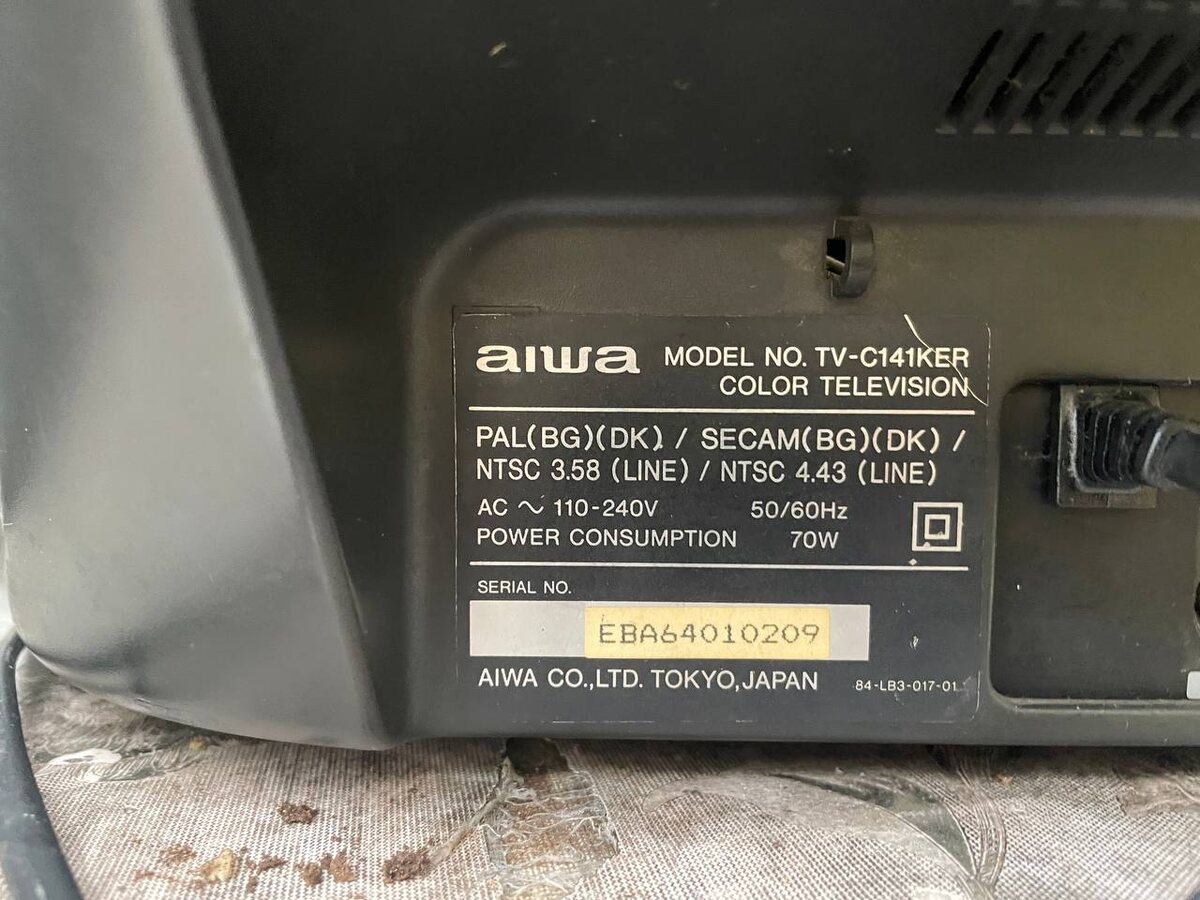 aiwa MODEL NO. TV-C141KER
COLOR TELEVISION
PAL(BG)(DK) / SECAM(BG)(DK) /
NTSC 3.58 (LINE) / NTSC 4.43 (LINE)
AC ~ 110-240V 50/60Hz
POWER CONSUMPTION 70W
SERIAL NO.
EBA64010209
AIWA CO.,LTD. TOKYO,JAPAN 84-LB3-017-01